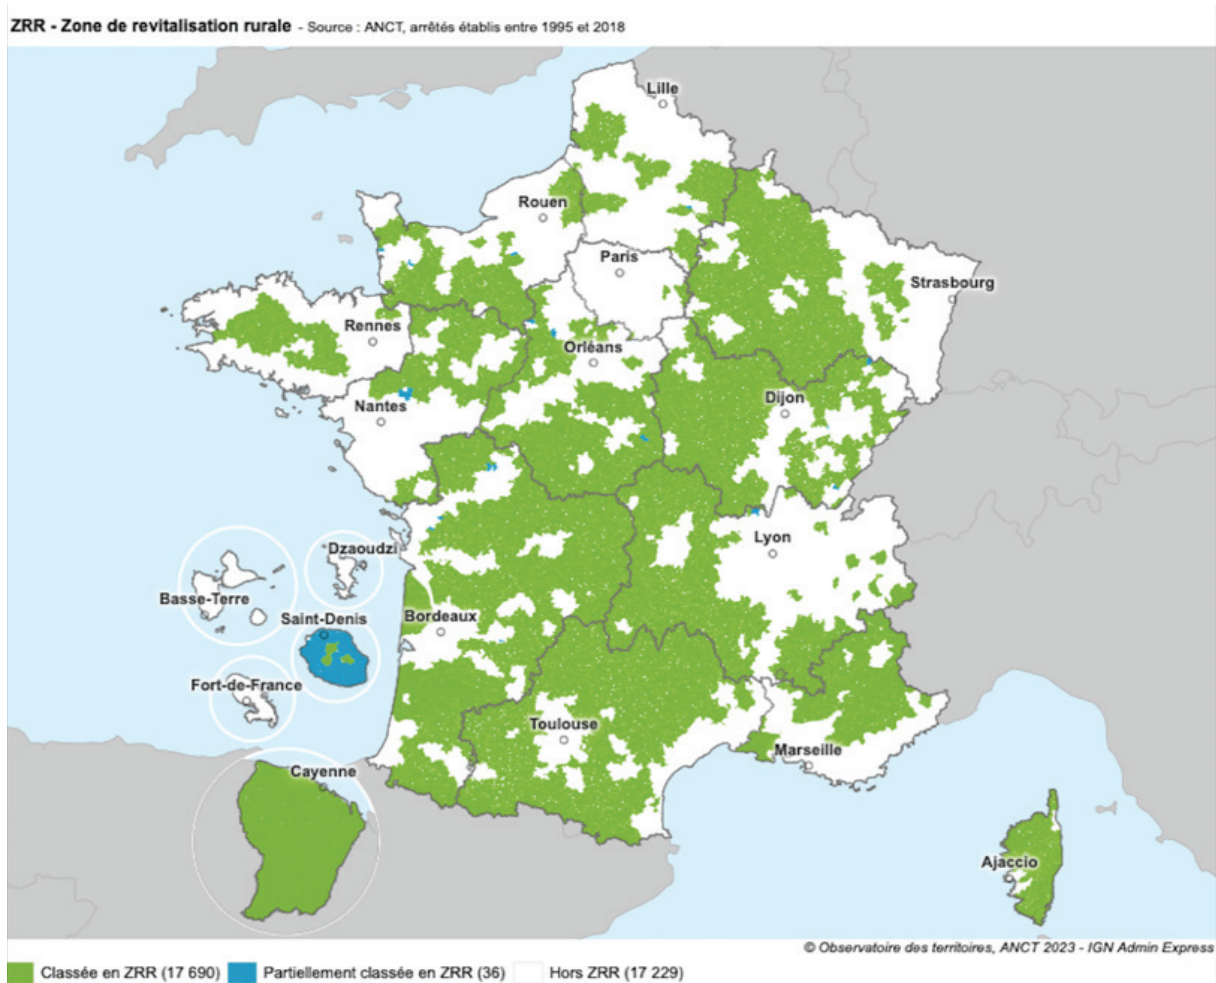 ZRR - Zone de revitalisation rurale - Source : ANCT, arrêtés établis entre 1995 et 2018
Lille
Rouen
Paris
Strasbourg
Rennes
Orléans
Dijon
Nantes
Lyon
Dzaoudzi
Basse-Terre
Saint-Denis
Bordeaux
Fort-de-France
Toulouse
Marseille
Cayenne
Ajaccio
© Observatoire des territoires, ANCT 2023 - IGN Admin Express
Classée en ZRR (17 690) Partiellement classée en ZRR (36) Hors ZRR (17 229)